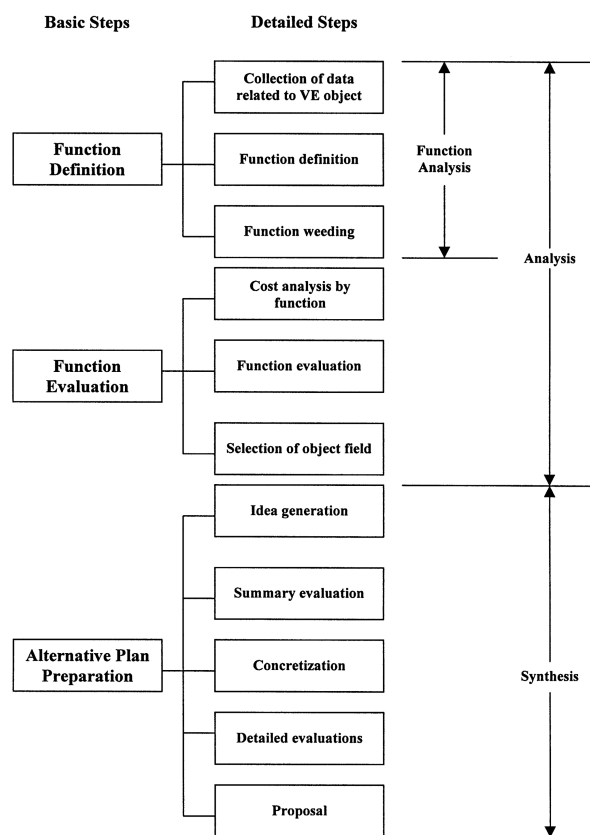 Basic Steps
Detailed Steps
Collection of data
related to VE object
Function
Definition
Function definition
Function weeding
Function
Analysis
Cost analysis by
function
Function
Evaluation
Function evaluation
Selection of object field
Analysis
Idea generation
Summary evaluation
Alternative Plan
Preparation
Concretization
Detailed evaluations
Proposal
Synthesis